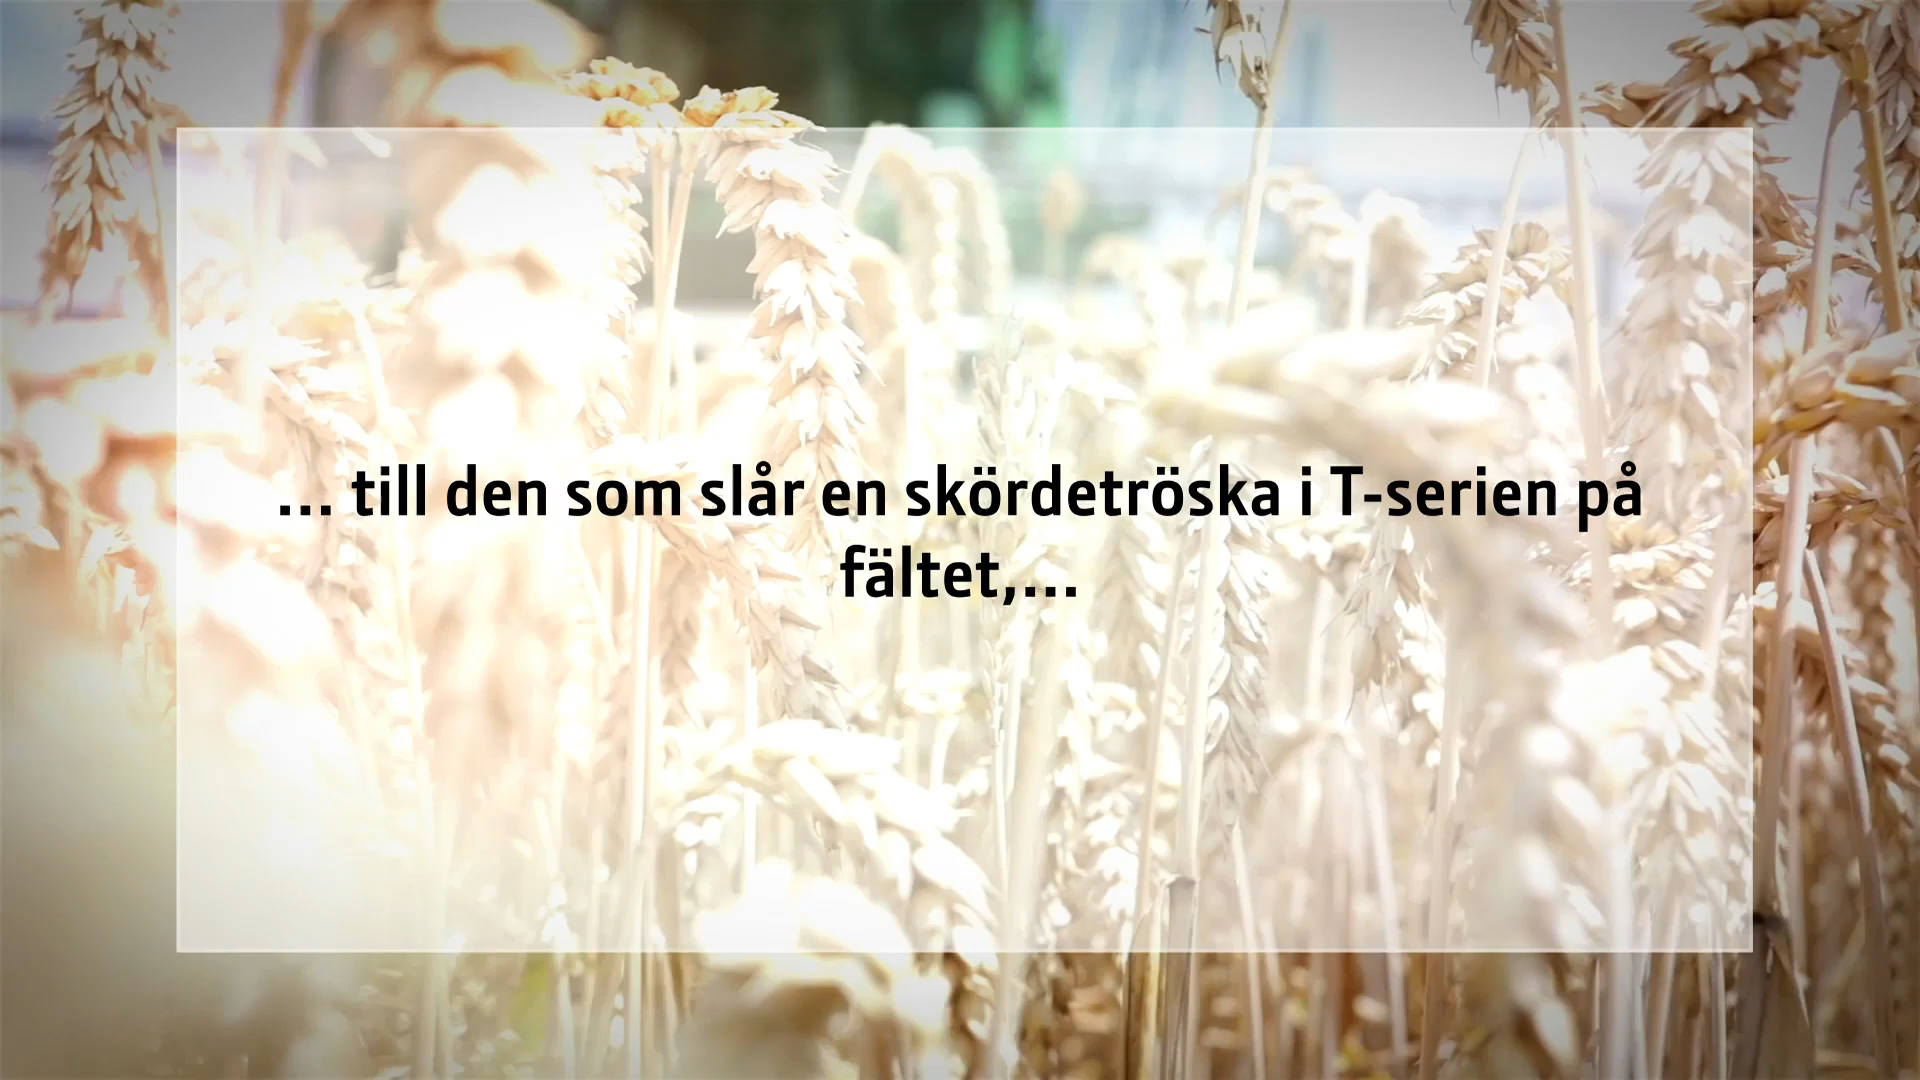 ... till den som slår en skördetröska i T-serien på
fältet,...